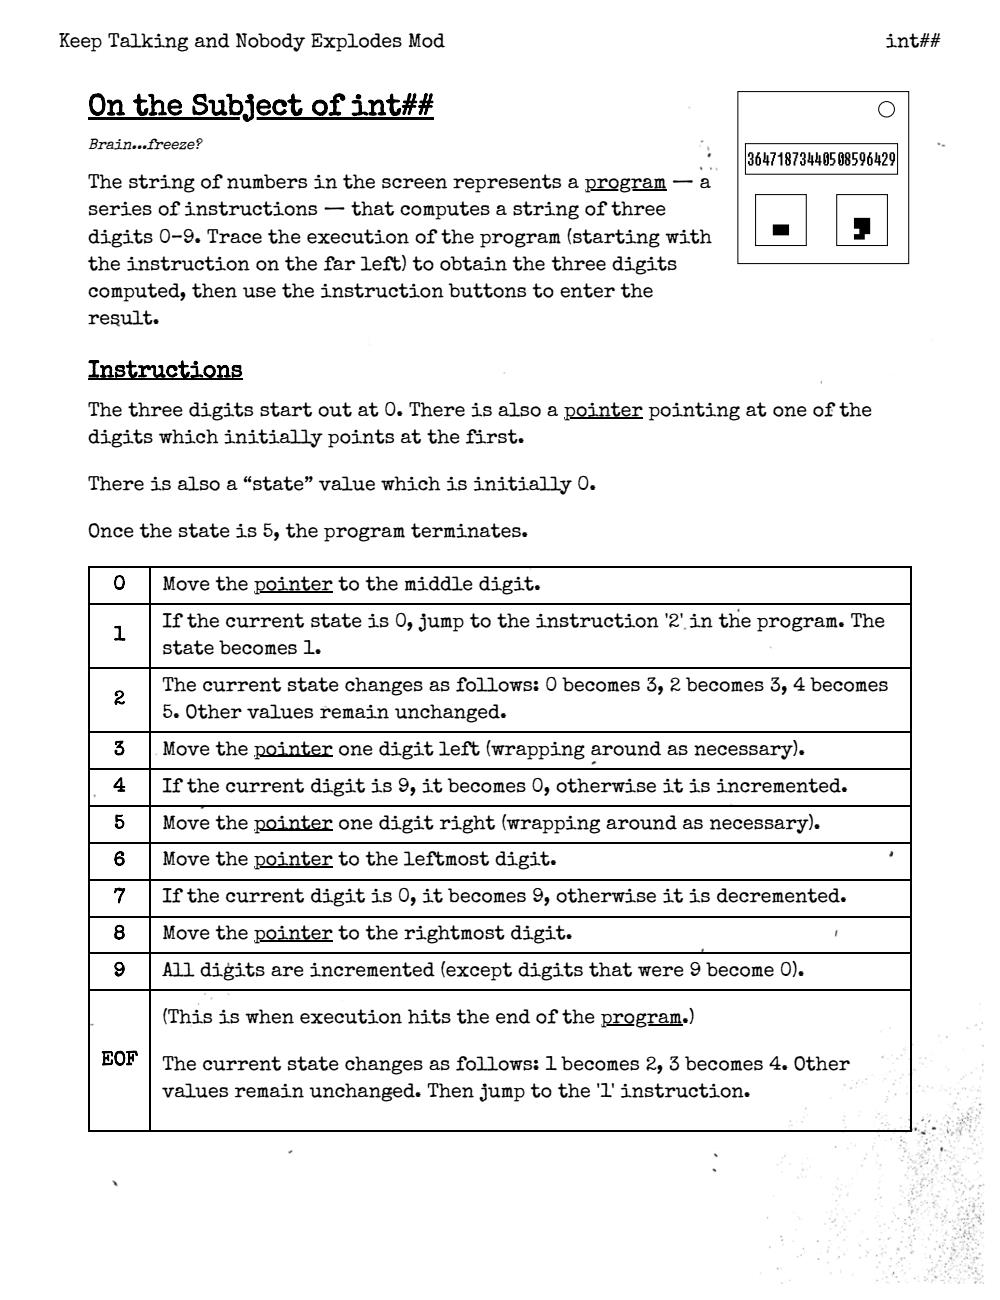 Keep Talking and Nobody Explodes Mod
int##
On the Subject of int##
Brain...freeze?
36471873440508596429
The string of numbers in the screen represents a program — a
series of instructions — that computes a string of three
digits 0–9. Trace the execution of the program (starting with
the instruction on the far left) to obtain the three digits
computed, then use the instruction buttons to enter the
result.
Instructions
The three digits start out at 0. There is also a pointer pointing at one of the
digits which initially points at the first.
There is also a “state” value which is initially 0.
Once the state is 5, the program terminates.
0 Move the pointer to the middle digit.
1 If the current state is 0, jump to the instruction '2' in the program. The
state becomes 1.
2 The current state changes as follows: 0 becomes 3, 2 becomes 3, 4 becomes
5. Other values remain unchanged.
3 Move the pointer one digit left (wrapping around as necessary).
4 If the current digit is 9, it becomes 0, otherwise it is incremented.
5 Move the pointer one digit right (wrapping around as necessary).
6 Move the pointer to the leftmost digit.
7 If the current digit is 0, it becomes 9, otherwise it is decremented.
8 Move the pointer to the rightmost digit.
9 All digits are incremented (except digits that were 9 become 0).
(This is when execution hits the end of the program.)
EOF
The current state changes as follows: 1 becomes 2, 3 becomes 4. Other
values remain unchanged. Then jump to the '1' instruction.